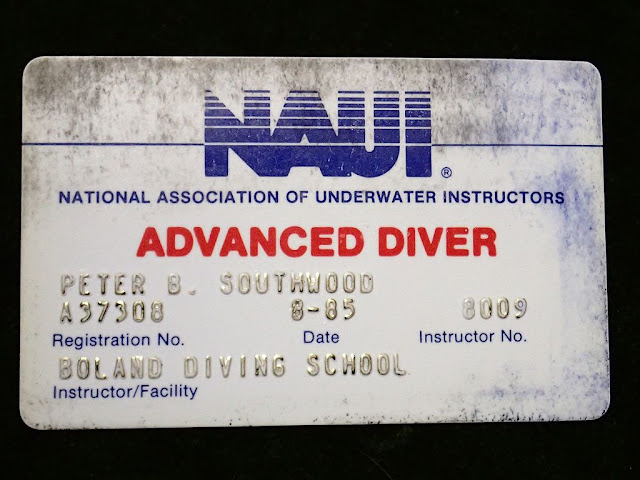 NAUI®
NATIONAL ASSOCIATION OF UNDERWATER INSTRUCTORS
ADVANCED DIVER
PETER B. SOUTHWOOD
A37308 8-85 8009
Registration No. Date Instructor No.
BOLAND DIVING SCHOOL
Instructor/Facility